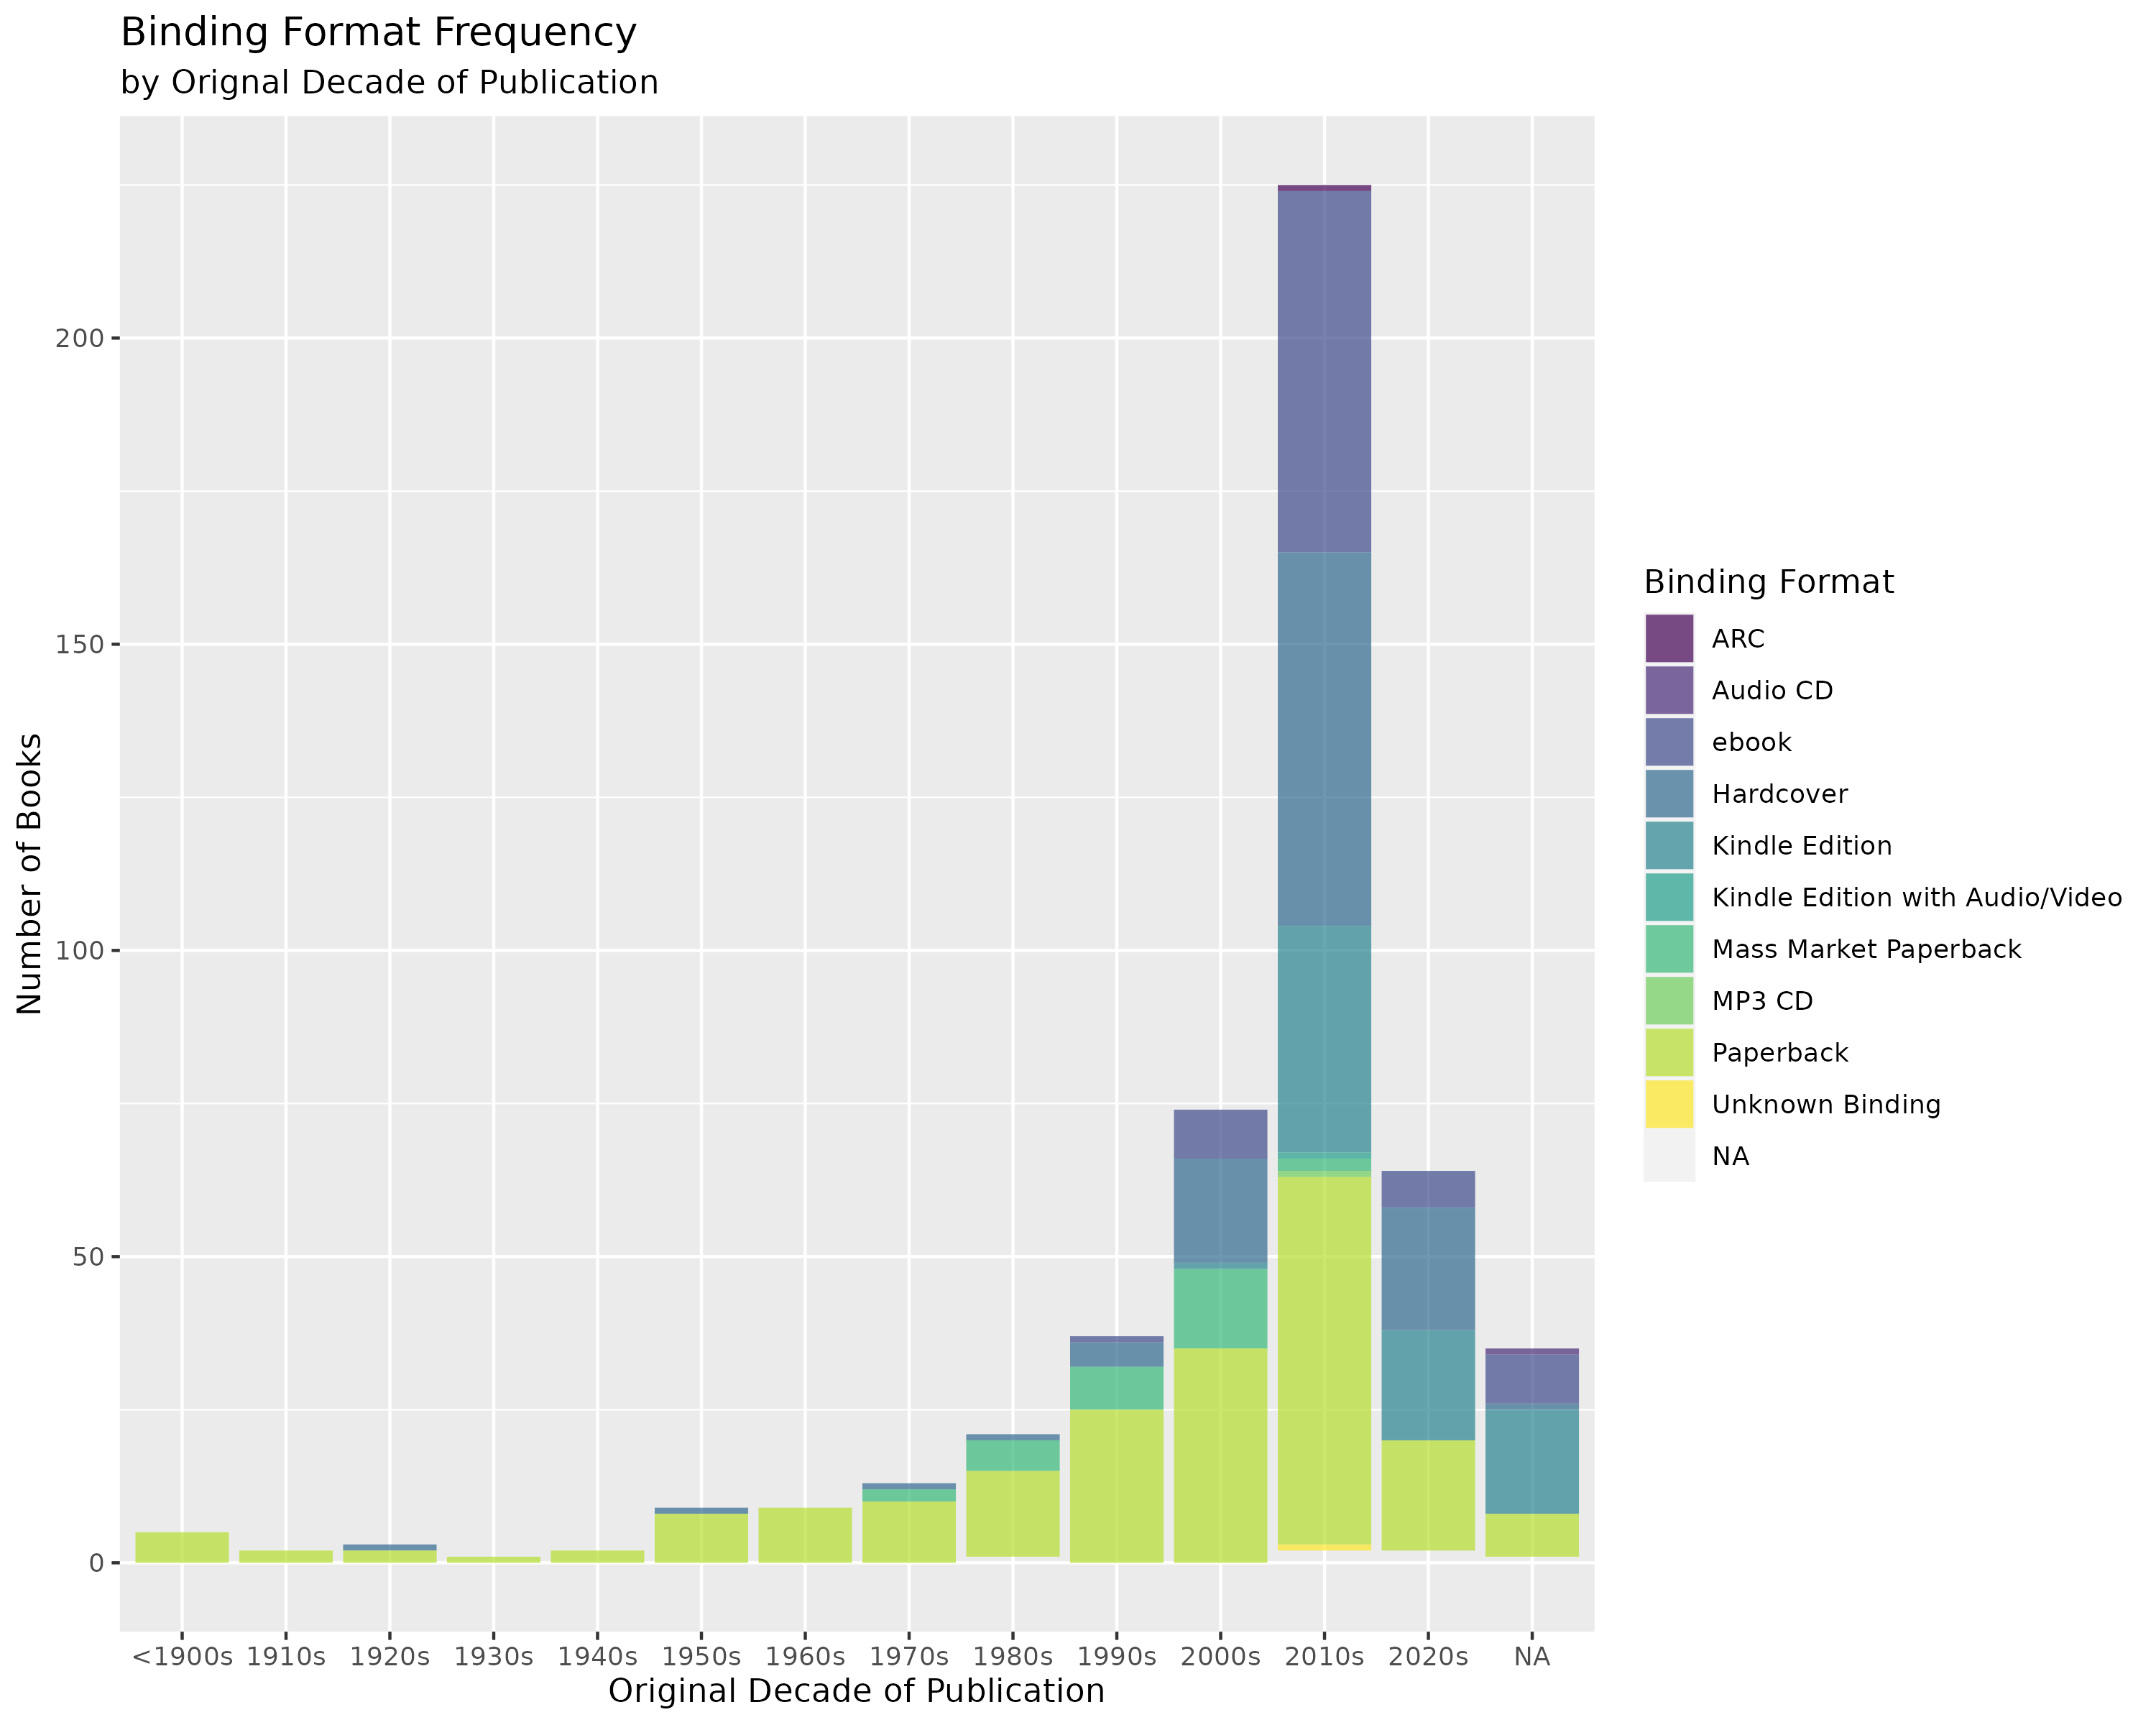 Binding Format Frequency
by Orignal Decade of Publication
Number of Books
200
150
100
50
0
<1900s 1910s 1920s 1930s 1940s 1950s 1960s 1970s 1980s 1990s 2000s 2010s 2020s NA
Original Decade of Publication
Binding Format
ARC
Audio CD
ebook
Hardcover
Kindle Edition
Kindle Edition with Audio/Video
Mass Market Paperback
MP3 CD
Paperback
Unknown Binding
NA